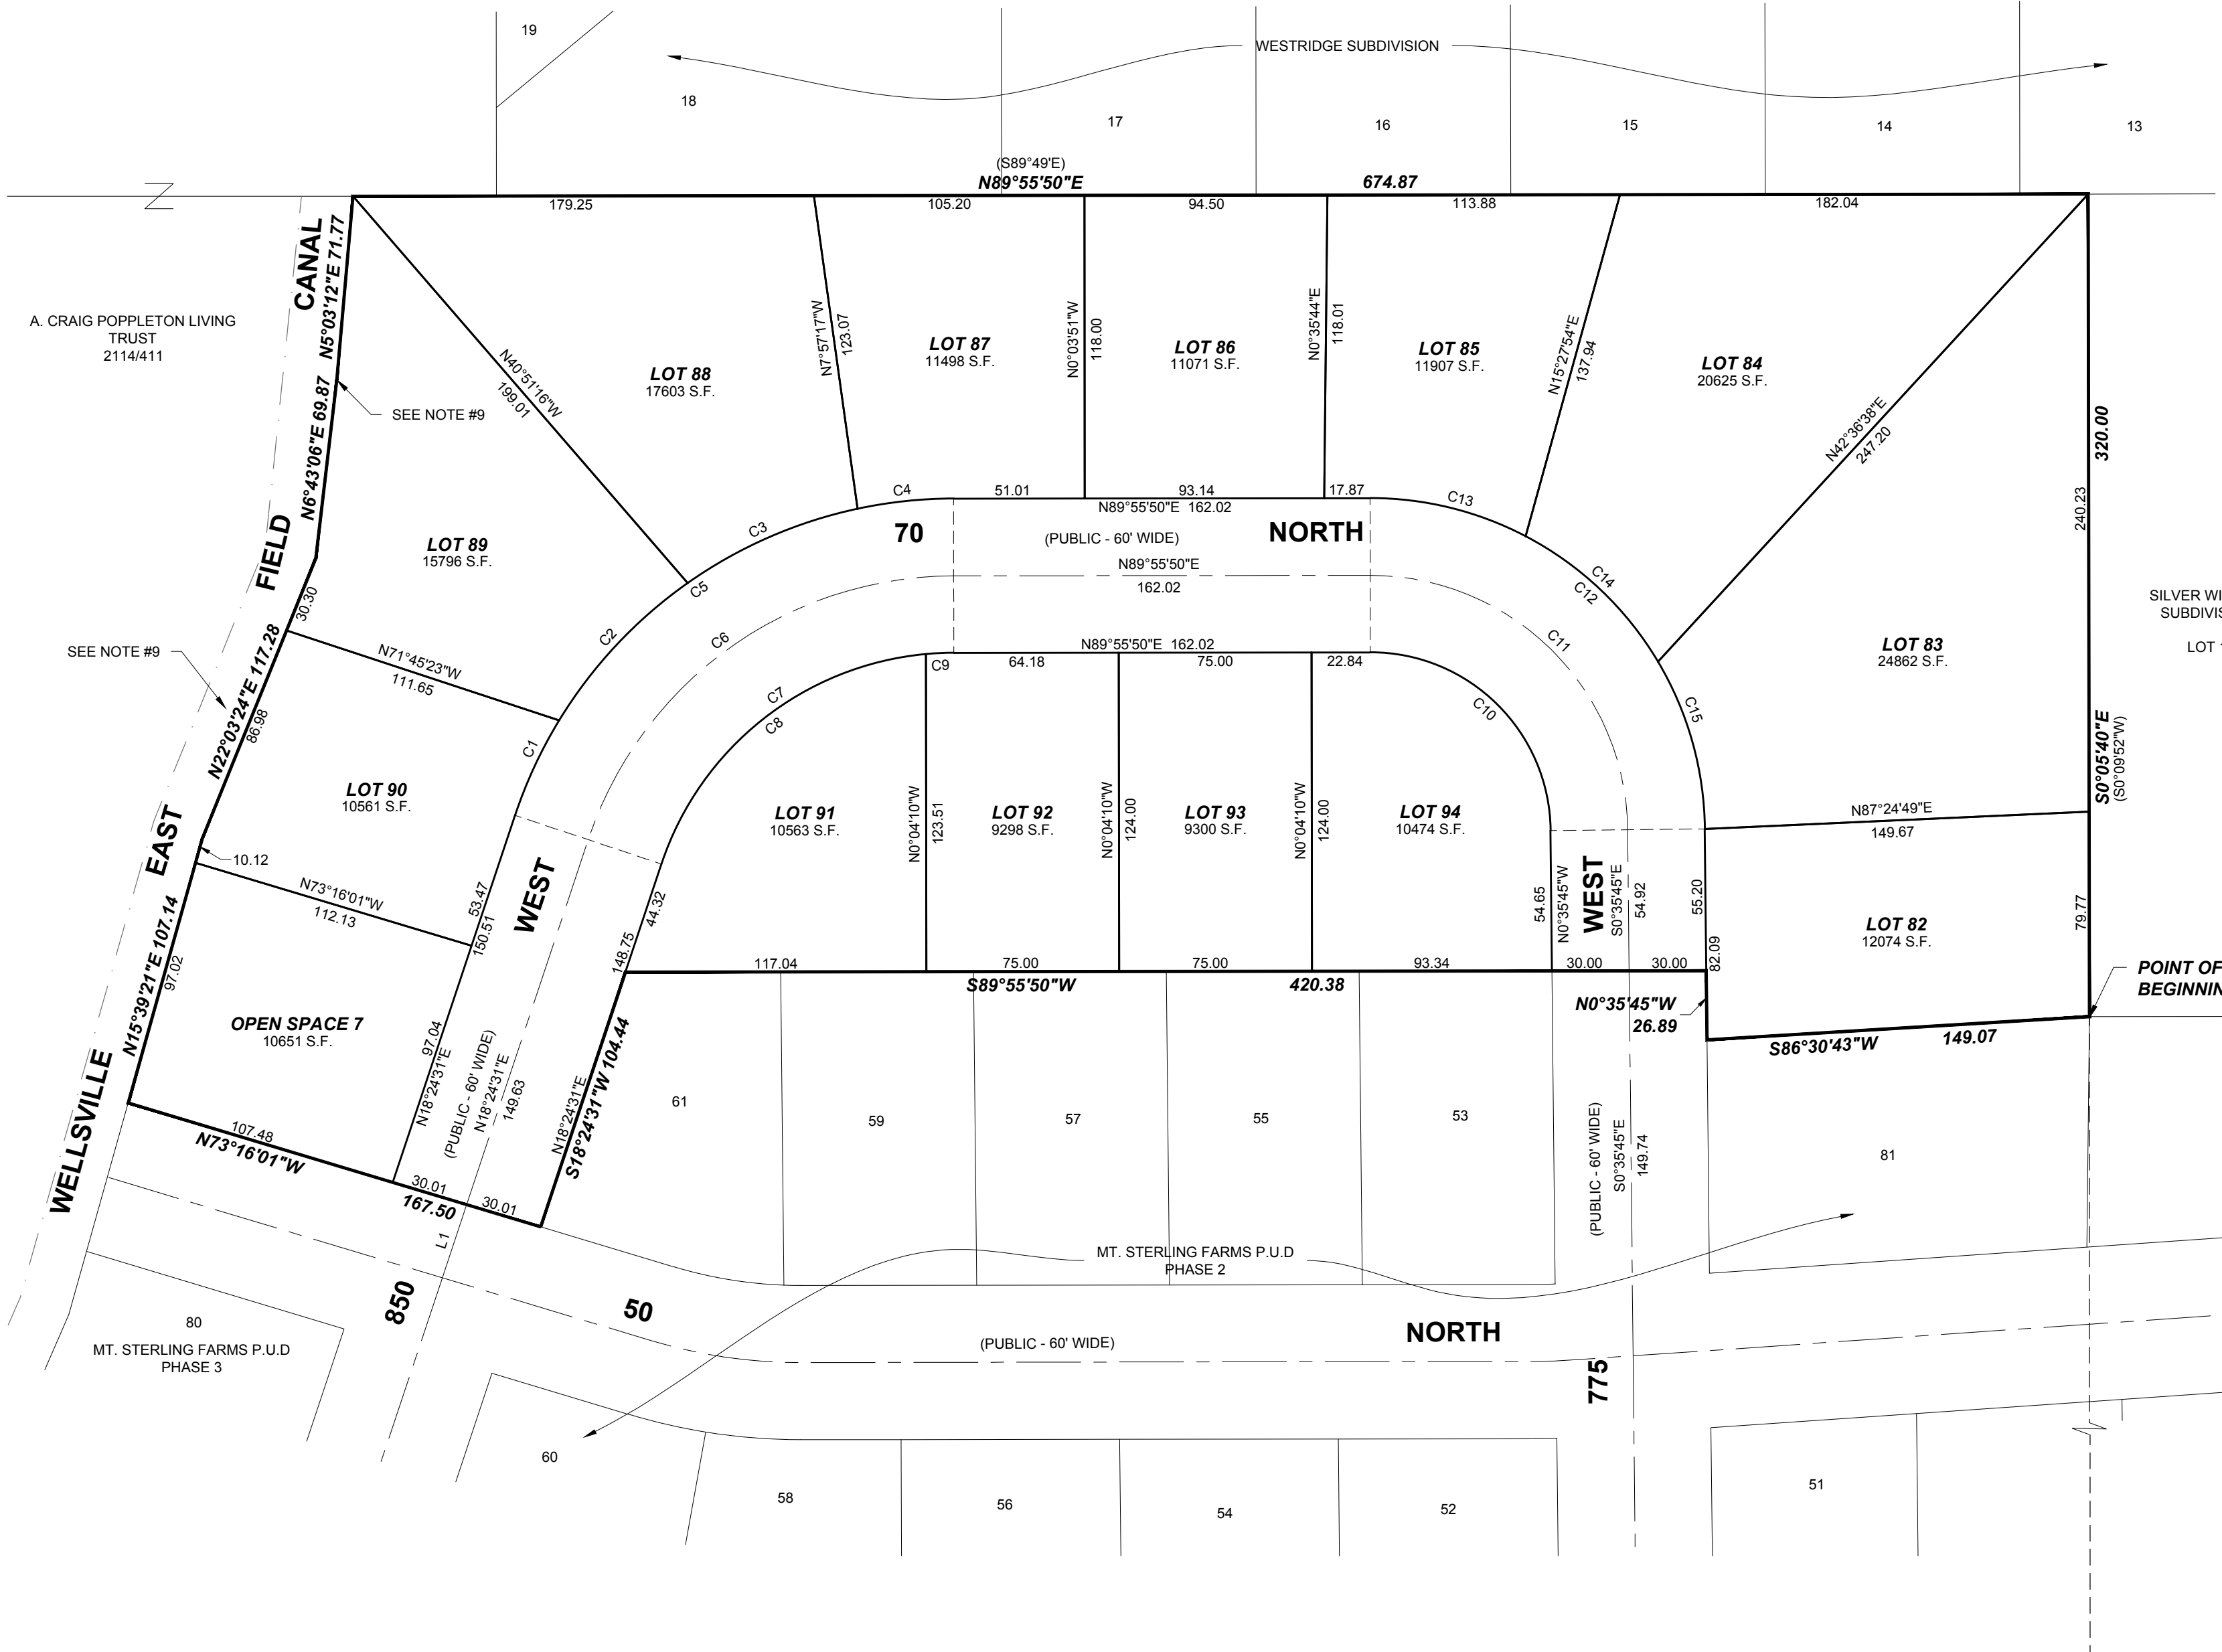 19
WESTRIDGE SUBDIVISION
18
17
16
15
14
13
(S89°49'E)
N89°55'50"E
674.87
179.25
105.20
94.50
113.88
182.04
CANAL
N5°03'12"E 71.77
A. CRAIG POPPLETON LIVING
TRUST
2114/411
SEE NOTE #9
N6°43'06"E 69.87
N40°51'16"W
199.01
LOT 88
17603 S.F.
N7°57'17"W
123.07
LOT 87
11498 S.F.
N0°03'51"W
118.00
LOT 86
11071 S.F.
N0°35'44"E
118.01
LOT 85
11907 S.F.
N15°27'54"E
137.94
LOT 84
20625 S.F.
N42°36'38"E
247.20
320.00
240.23
C4
51.01
93.14
17.87
C13
N89°55'50"E 162.02
70
NORTH
(PUBLIC - 60' WIDE)
N89°55'50"E
162.02
N89°55'50"E 162.02
C3
C5
C2
C6
C14
C12
C11
LOT 89
15796 S.F.
FIELD
30.30
SEE NOTE #9
N22°03'24"E 117.28
86.98
N71°45'23"W
111.65
C1
C7
C8
C9
64.18
75.00
22.84
C10
C15
LOT 83
24862 S.F.
SILVER WI
SUBDIVIS
LOT 1
S0°05'40"E
(S0°09'52"W)
LOT 90
10561 S.F.
EAST
10.12
N73°16'01"W
112.13
53.47
150.51
WEST
44.32
148.75
LOT 91
10563 S.F.
N0°04'10"W
123.51
LOT 92
9298 S.F.
N0°04'10"W
124.00
LOT 93
9300 S.F.
N0°04'10"W
124.00
LOT 94
10474 S.F.
54.65
N0°35'45"W
WEST
S0°35'45"E
54.92
55.20
82.09
N87°24'49"E
149.67
LOT 82
12074 S.F.
79.77
POINT OF
BEGINNIN
117.04
75.00
75.00
93.34
30.00
30.00
S89°55'50"W
420.38
N0°35'45"W
26.89
S86°30'43"W
149.07
N15°39'21"E 107.14
97.02
OPEN SPACE 7
10651 S.F.
97.04
N18°24'31"E
(PUBLIC - 60' WIDE)
N18°24'31"E
149.63
N18°24'31"E
S18°24'31"W 104.44
WELLSVILLE
107.48
N73°16'01"W
30.01
167.50
30.01
L1
61
59
57
55
53
(PUBLIC - 60' WIDE)
S0°35'45"E
149.74
81
MT. STERLING FARMS P.U.D
PHASE 2
850
50
NORTH
(PUBLIC - 60' WIDE)
775
80
MT. STERLING FARMS P.U.D
PHASE 3
60
58
56
54
52
51